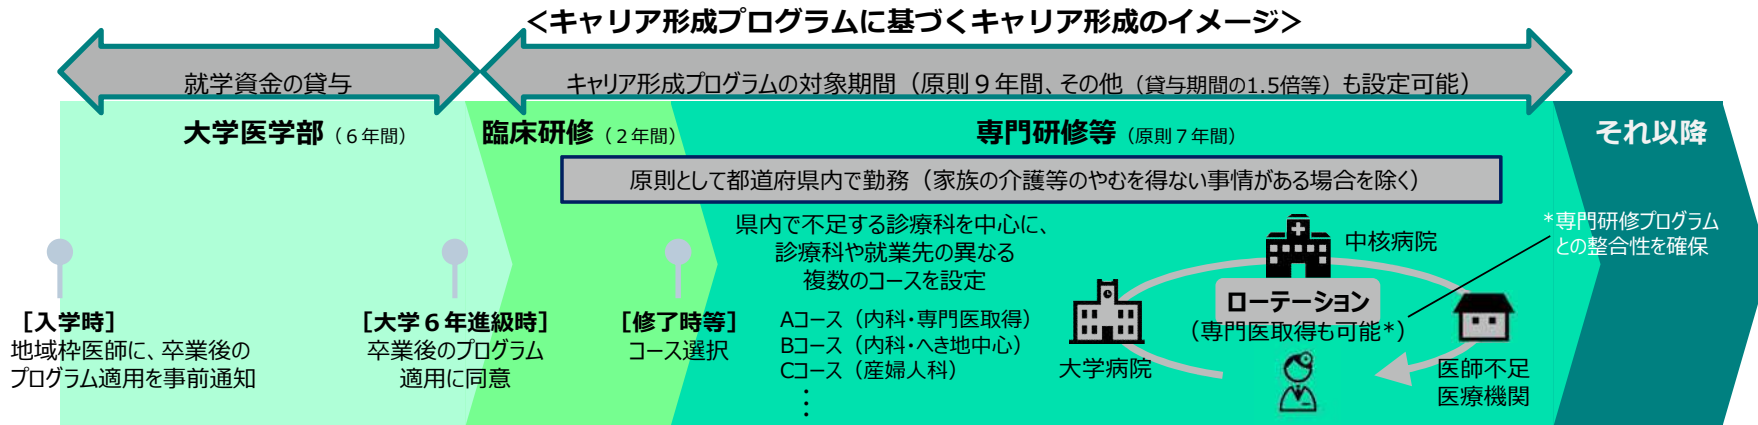 ＜キャリア形成プログラムに基づくキャリア形成のイメージ＞
就学資金の貸与
キャリア形成プログラムの対象期間（原則９年間、その他（貸与期間の1.5倍等）も設定可能）
大学医学部（６年間）
臨床研修（２年間）
専門研修等（原則７年間）
それ以降
原則として都道府県内で勤務（家族の介護等のやむを得ない事情がある場合を除く）
［入学時］
地域枠医師に、卒業後の
プログラム適用を事前通知
［大学６年進級時］
卒業後のプログラム
適用に同意
［修了時等］
コース選択
県内で不足する診療科を中心に、
診療科や就業先の異なる
複数のコースを設定
Aコース（内科・専門医取得）
Bコース（内科・へき地中心）
Cコース（産婦人科）
・
・
・
中核病院
ローテーション
（専門医取得も可能*）
大学病院
医師不足
医療機関
*専門研修プログラム
との整合性を確保